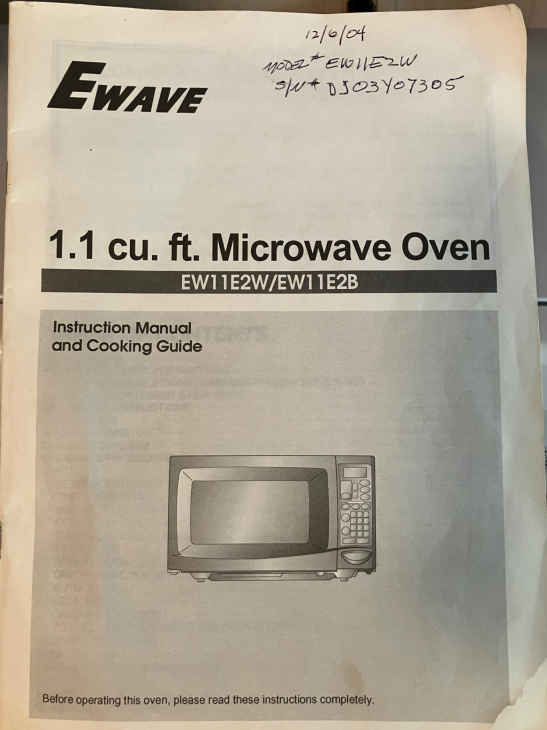 12/6/04
MODEL# EW11E2W
S/N# DJ03Y07305
EWAVE
1.1 cu. ft. Microwave Oven
EW11E2W/EW11E2B
Instruction Manual
and Cooking Guide
Before operating this oven, please read these instructions completely.